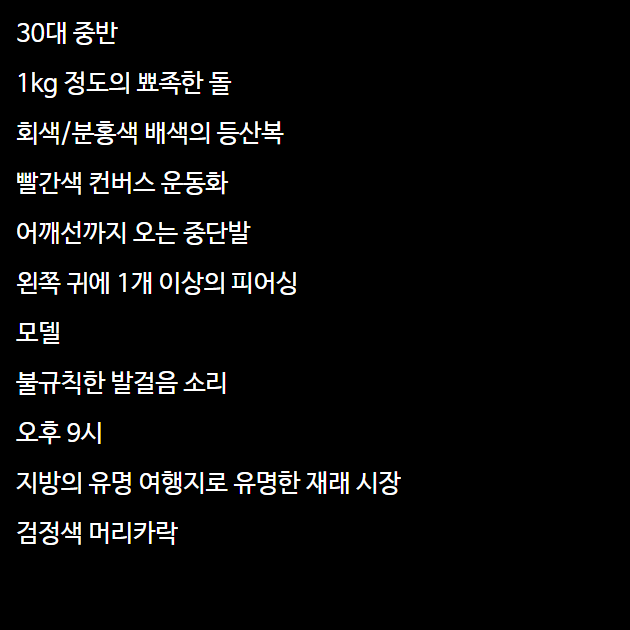 30대 중반
1kg 정도의 뾰족한 돌
회색/분홍색 배색의 등산복
빨간색 컨버스 운동화
어깨선까지 오는 중단발
왼쪽 귀에 1개 이상의 피어싱
모델
불규칙한 발걸음 소리
오후 9시
지방의 유명 여행지로 유명한 재래 시장
검정색 머리카락